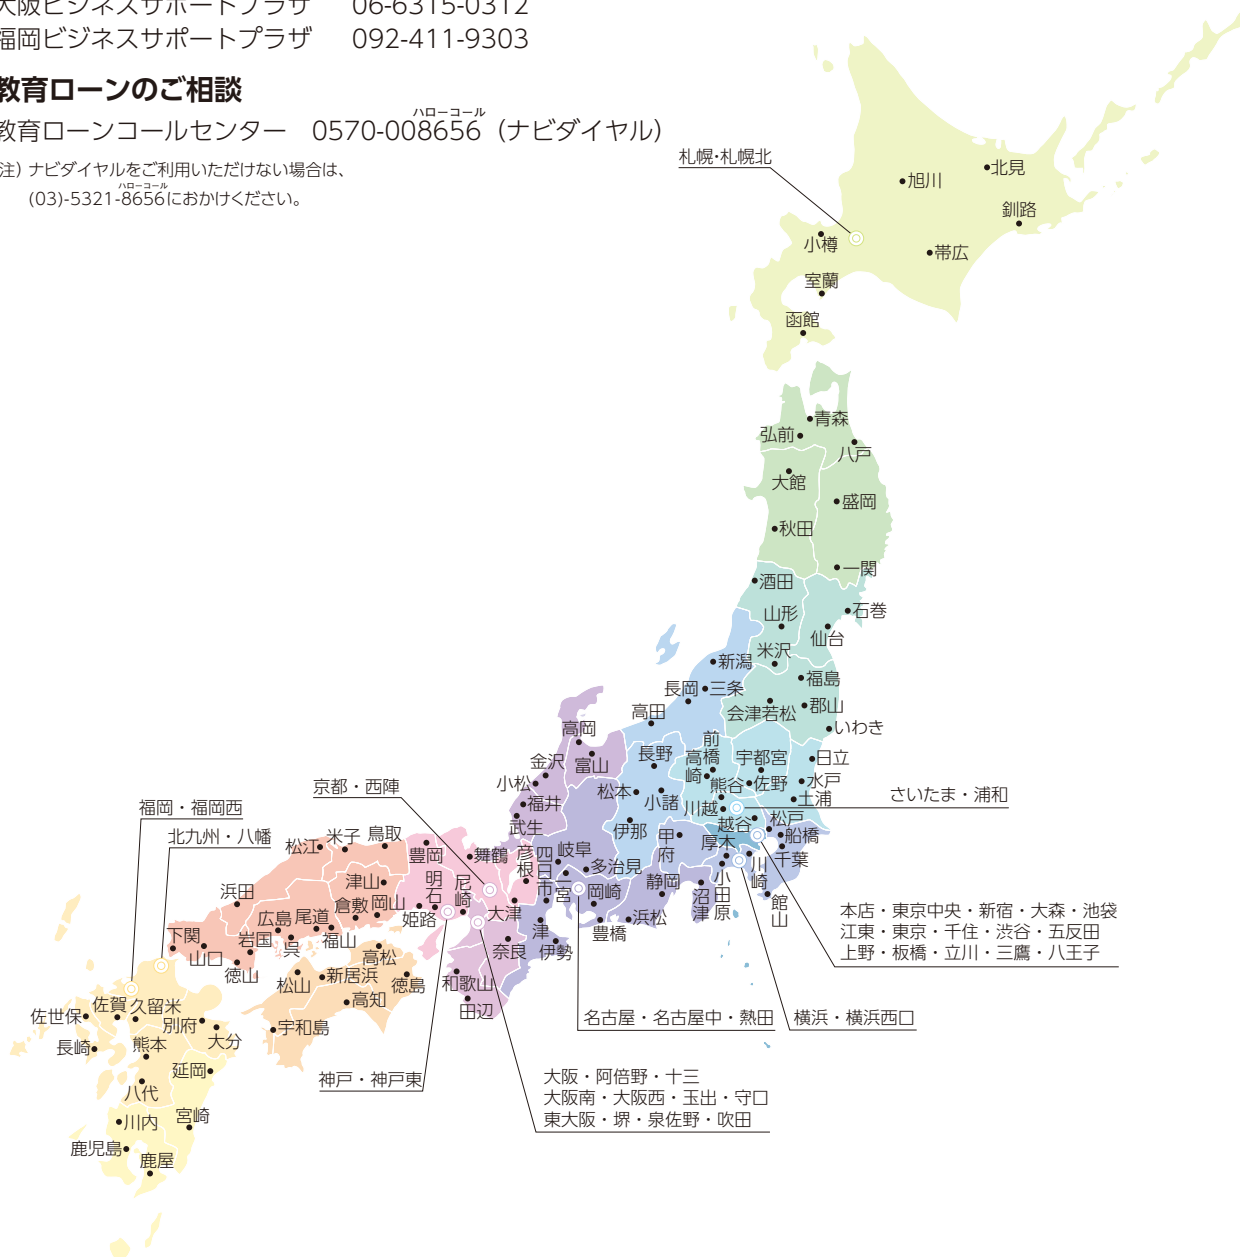 大阪ビジネスサポートプラザ 06-6315-0312
福岡ビジネスサポートプラザ 092-411-9303
教育ローンのご相談
ハローコール
教育ローンコールセンター 0570-008656（ナビダイヤル）
注）ナビダイヤルをご利用いただけない場合は、
ハローコール
(03)-5321-8656におかけください。
札幌・札幌北
旭川
北見
釧路
小樽
帯広
室蘭
函館
青森
弘前
八戸
大館
盛岡
秋田
一関
酒田
石巻
山形
仙台
米沢
新潟
福島
長岡
三条
郡山
会津若松
高田
いわき
高岡
前橋
長野
高崎
宇都宮
日立
金沢
富山
小松
熊谷
佐野
水戸
京都・西陣
松本
小諸
土浦
さいたま・浦和
福井
川越
福岡・福岡西
武生
伊那
越谷
松戸
北九州・八幡
甲府
船橋
松江
米子
鳥取
豊岡
舞鶴
彦根
四日市
岐阜
厚木
千葉
多治見
川崎
津山
明石
尼崎
一宮
静岡
沼津
小田原
館山
浜田
倉敷
岡山
姫路
大津
岡崎
本店・東京中央・新宿・大森・池袋
江東・東京・千住・渋谷・五反田
上野・板橋・立川・三鷹・八王子
広島
尾道
津
豊橋
浜松
下関
岩国
呉
福山
奈良
伊勢
山口
徳山
高松
松山
新居浜
徳島
和歌山
佐賀
久留米
高知
田辺
佐世保
別府
名古屋・名古屋中・熱田
横浜・横浜西口
宇和島
長崎
熊本
大分
延岡
神戸・神戸東
大阪・阿倍野・十三
大阪南・大阪西・玉出・守口
東大阪・堺・泉佐野・吹田
八代
川内
宮崎
鹿児島
鹿屋